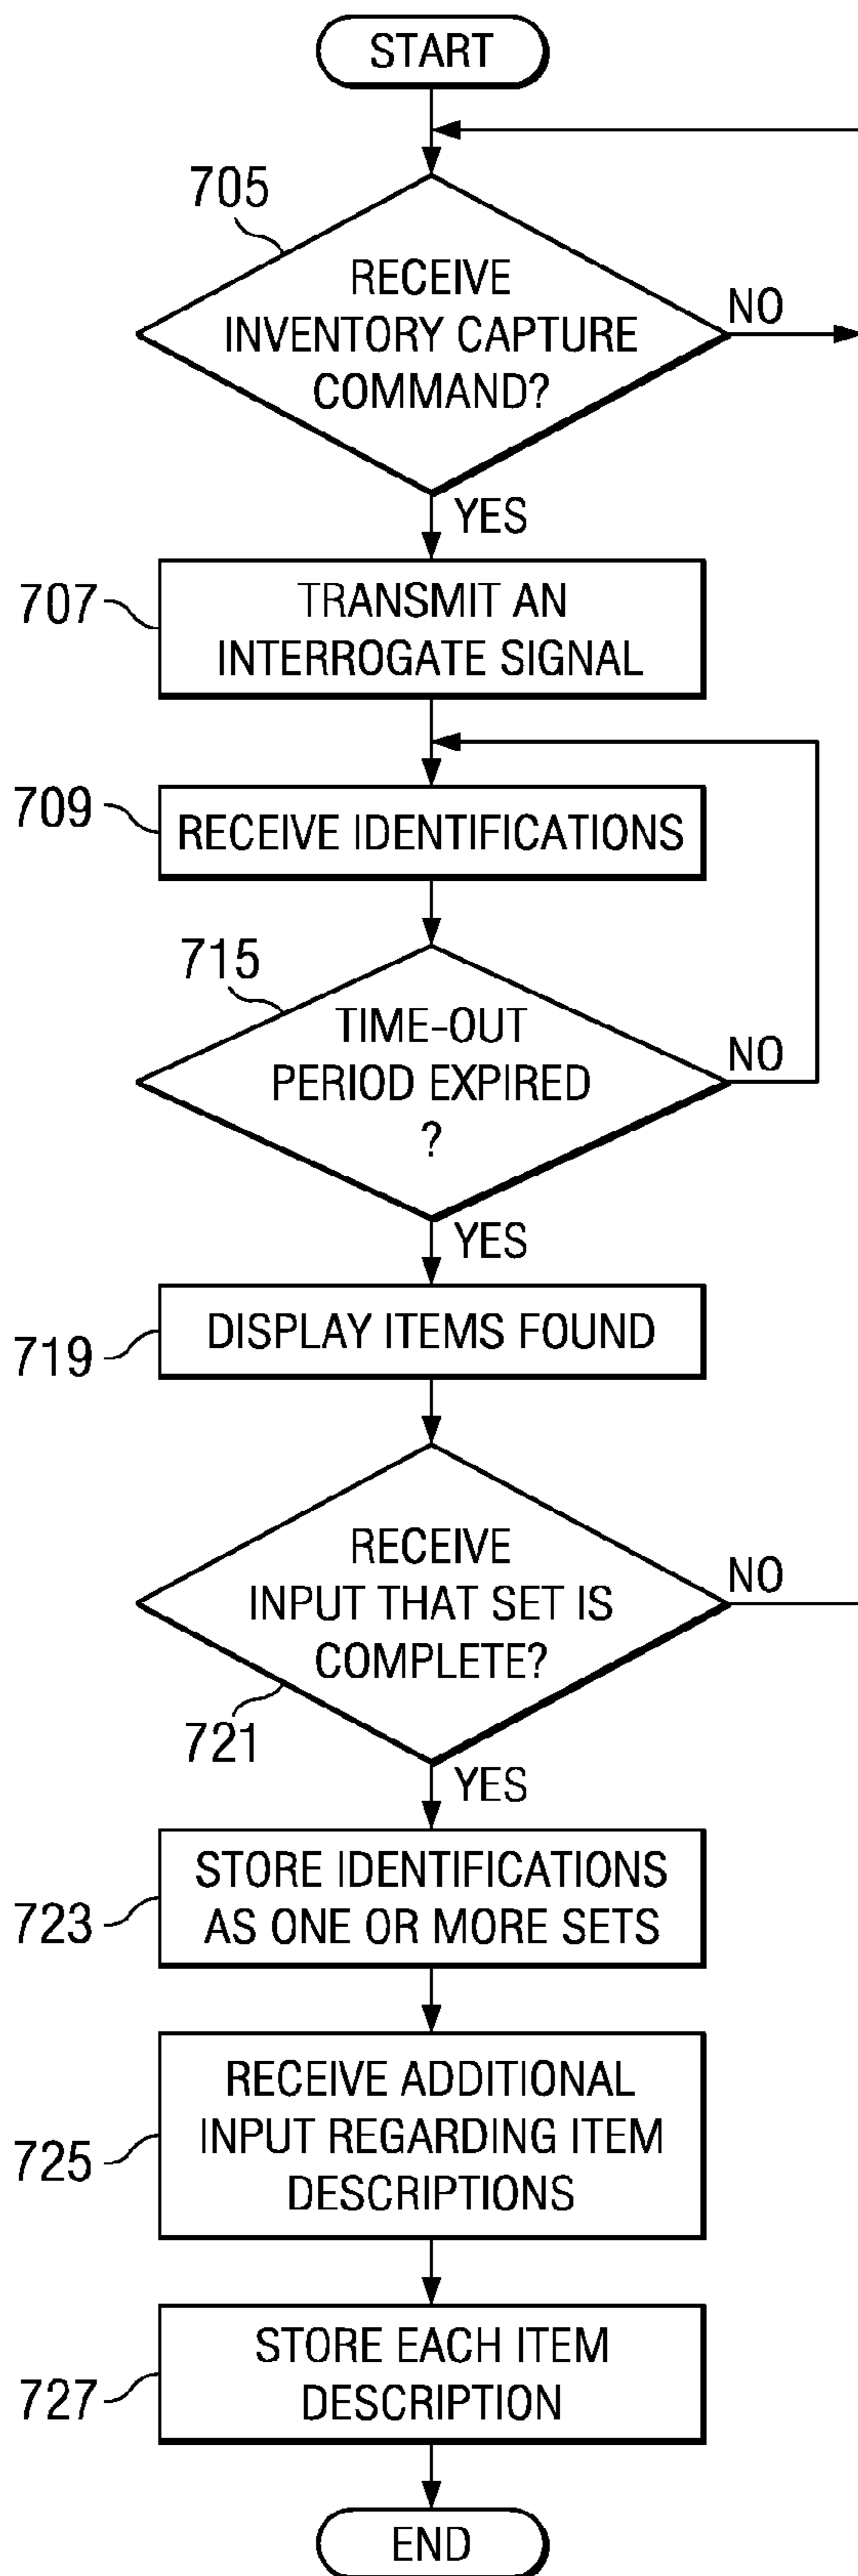 START
705
RECEIVE
INVENTORY CAPTURE
COMMAND?
NO
YES
707
TRANSMIT AN
INTERROGATE SIGNAL
709
RECEIVE IDENTIFICATIONS
715
TIME-OUT
PERIOD EXPIRED
?
NO
YES
719
DISPLAY ITEMS FOUND
RECEIVE
INPUT THAT SET IS
COMPLETE?
NO
721
YES
723
STORE IDENTIFICATIONS
AS ONE OR MORE SETS
725
RECEIVE ADDITIONAL
INPUT REGARDING ITEM
DESCRIPTIONS
727
STORE EACH ITEM
DESCRIPTION
END